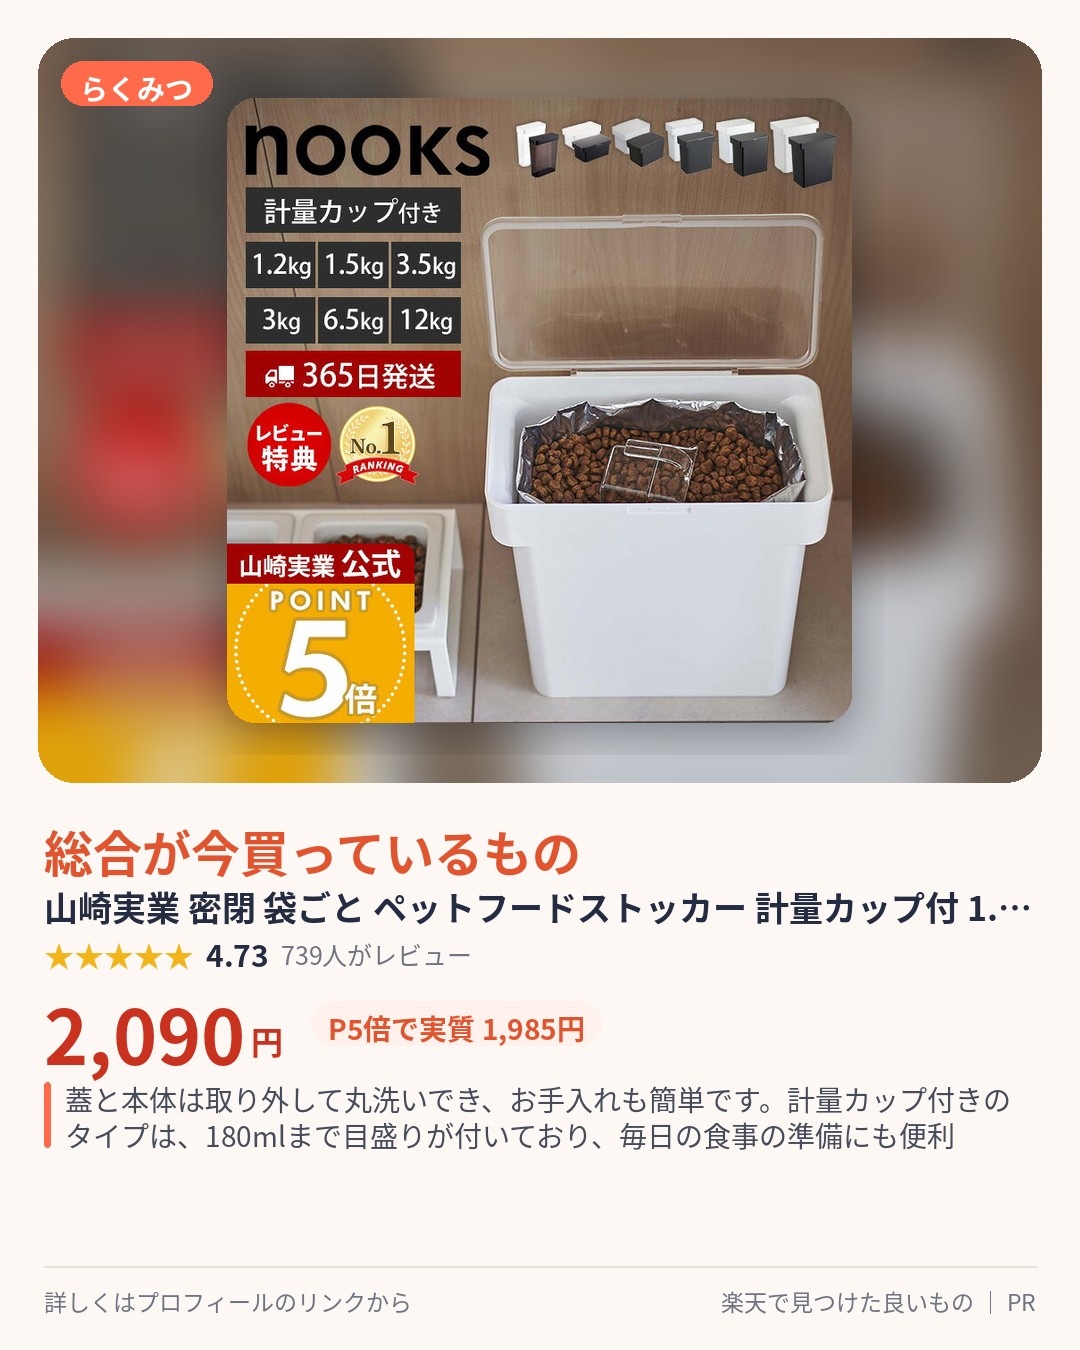 らくみつ
nooks
計量カップ付き
1.2kg 1.5kg 3.5kg
3kg 6.5kg 12kg
365日発送
レビュー
特典
No.1
RANKING
山崎実業 公式
POINT
5倍
総合が今買っているもの
山崎実業 密閉 袋ごと ペットフードストッカー 計量カップ付 1.…
★★★★★ 4.73 739人がレビュー
2,090円 P5倍で実質 1,985円
蓋と本体は取り外して丸洗いでき、お手入れも簡単です。計量カップ付きの
タイプは、180mlまで目盛りが付いており、毎日の食事の準備にも便利
詳しくはプロフィールのリンクから
楽天で見つけた良いもの｜PR